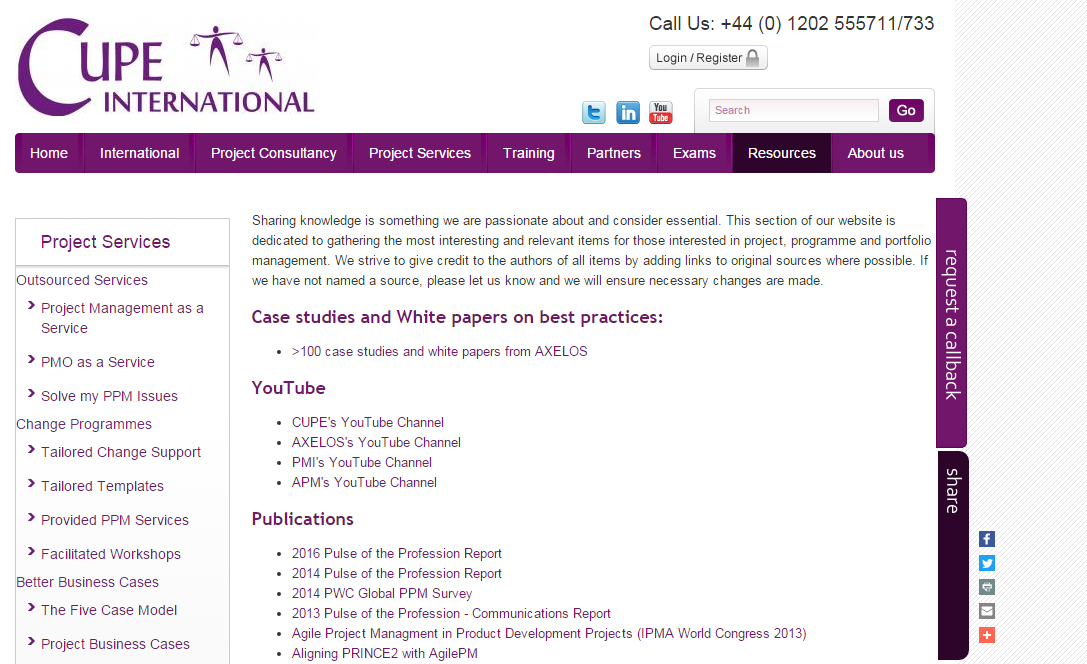 CUPE
INTERNATIONAL
Call Us: +44 (0) 1202 555711/733
Login / Register
You
Tube
Search
Go
Home
International
Project Consultancy
Project Services
Training
Partners
Exams
Resources
About us
Project Services
Outsourced Services
Project Management as a
Service
PMO as a Service
Solve my PPM Issues
Change Programmes
Tailored Change Support
Tailored Templates
Provided PPM Services
Facilitated Workshops
Better Business Cases
The Five Case Model
Project Business Cases
Sharing knowledge is something we are passionate about and consider essential. This section of our website is
dedicated to gathering the most interesting and relevant items for those interested in project, programme and portfolio
management. We strive to give credit to the authors of all items by adding links to original sources where possible. If
we have not named a source, please let us know and we will ensure necessary changes are made.
Case studies and White papers on best practices:
>100 case studies and white papers from AXELOS
YouTube
CUPE's YouTube Channel
AXELOS's YouTube Channel
PMI's YouTube Channel
APM's YouTube Channel
Publications
2016 Pulse of the Profession Report
2014 Pulse of the Profession Report
2014 PWC Global PPM Survey
2013 Pulse of the Profession - Communications Report
Agile Project Managment in Product Development Projects (IPMA World Congress 2013)
Aligning PRINCE2 with AgilePM
request a callback
share